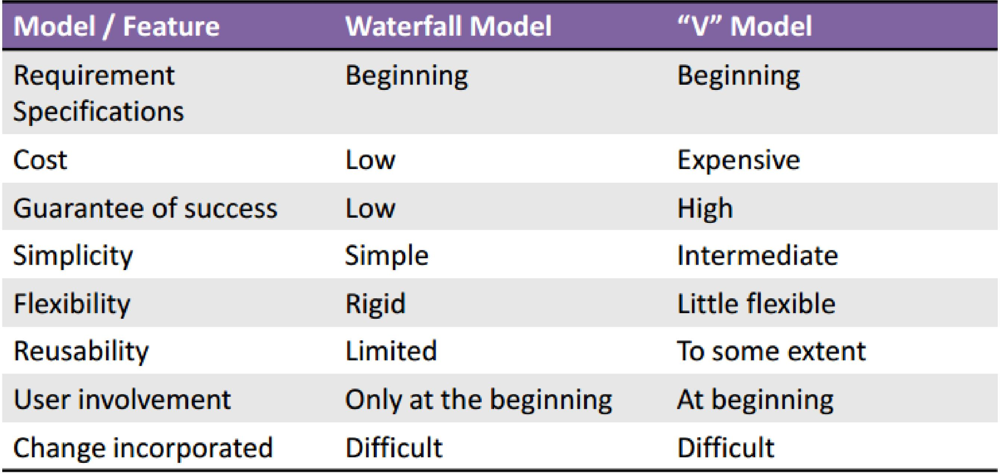 Model / Feature Waterfall Model “V” Model
Requirement Beginning Beginning
Specifications
Cost Low Expensive
Guarantee of success Low High
Simplicity Simple Intermediate
Flexibility Rigid Little flexible
Reusability Limited To some extent
User involvement Only at the beginning At beginning
Change incorporated Difficult Difficult